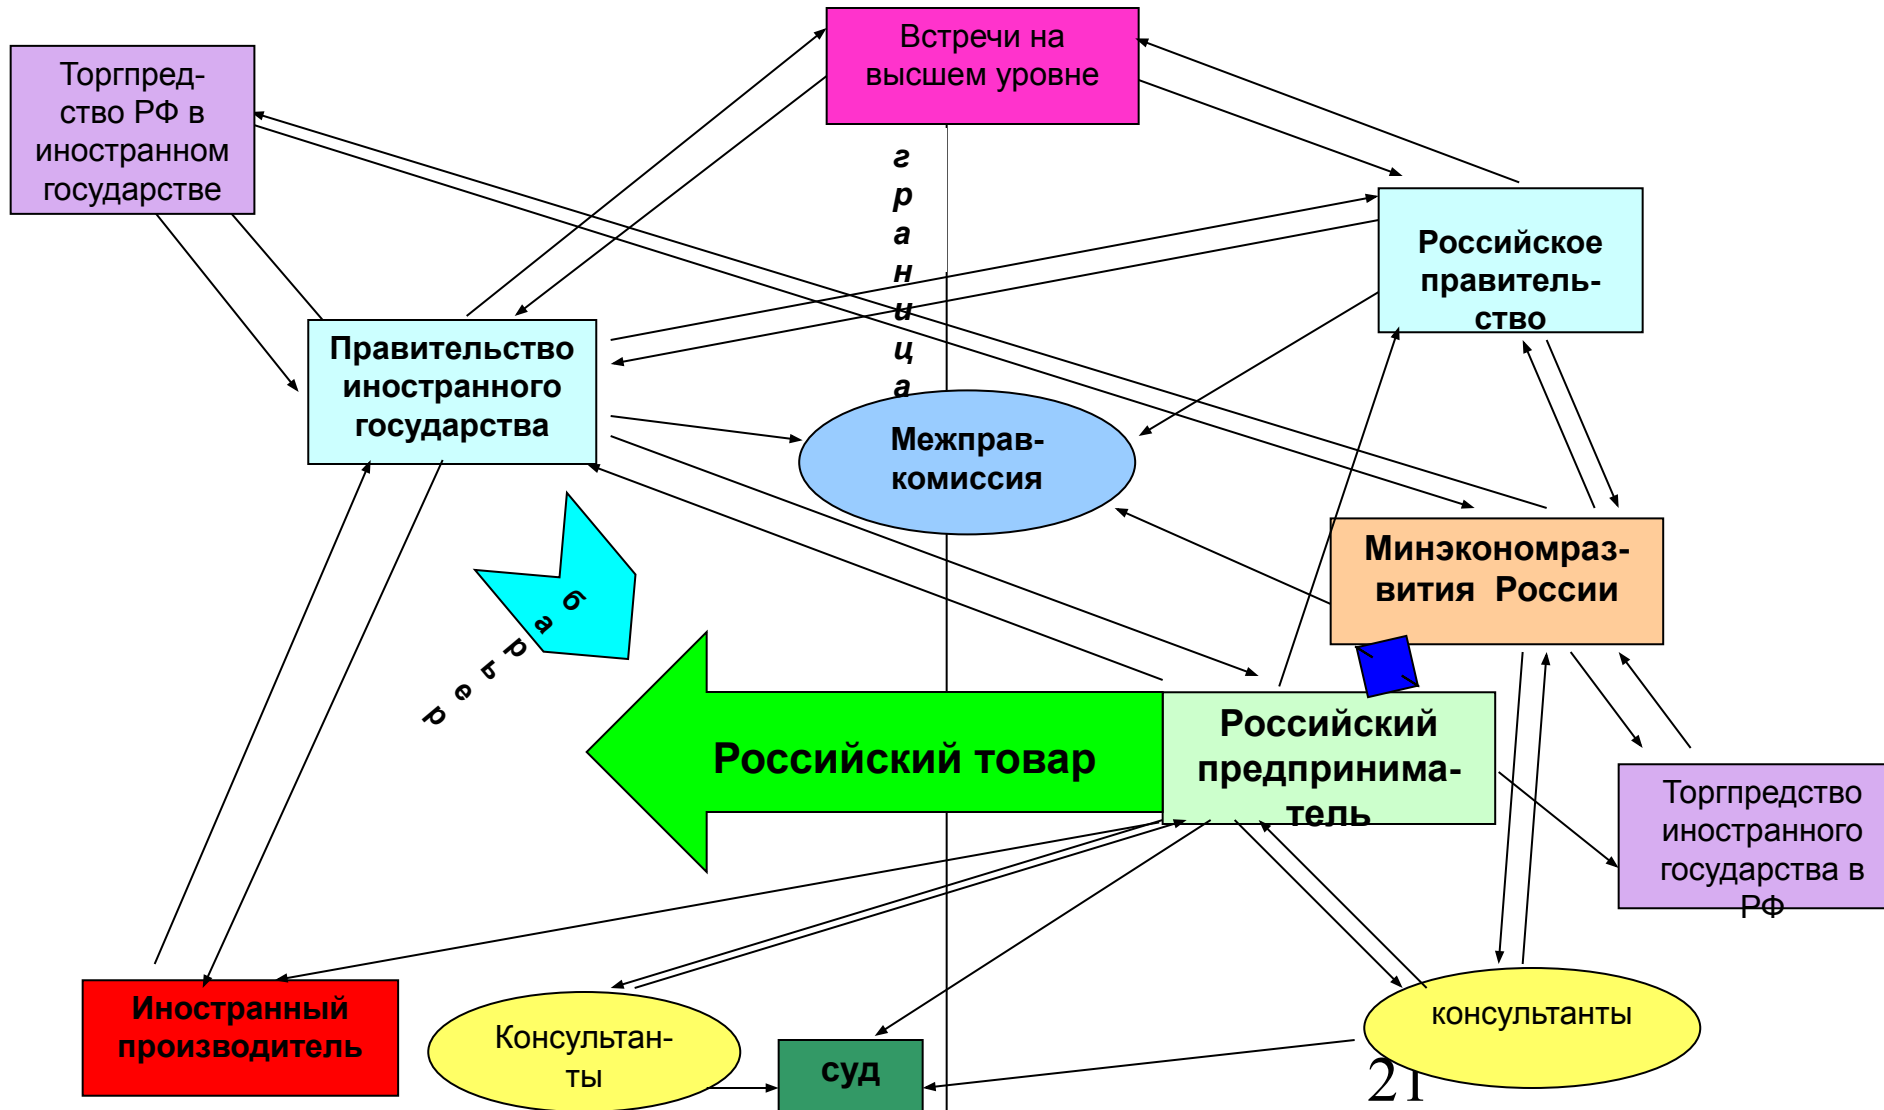 Встречи на
высшем уровне
Торгпред-
ство РФ в
иностранном
государстве
г
р
а
н
и
ц
а
Российское
правитель-
ство
Правительство
иностранного
государства
Межправ-
комиссия
Минэкономраз-
вития России
барьер
Российский товар
Российский
предпринима-
тель
Торгпредство
иностранного
государства в
РФ
Иностранный
производитель
Консультан-
ты
суд
консультанты
21